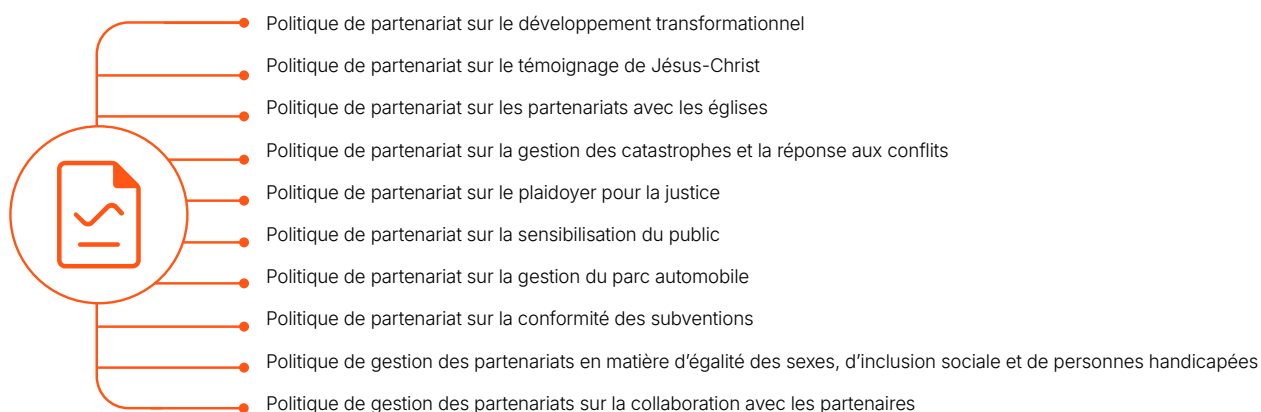 Politique de partenariat sur le développement transformationnel
Politique de partenariat sur le témoignage de Jésus-Christ
Politique de partenariat sur les partenariats avec les églises
Politique de partenariat sur la gestion des catastrophes et la réponse aux conflits
Politique de partenariat sur le plaidoyer pour la justice
Politique de partenariat sur la sensibilisation du public
Politique de partenariat sur la gestion du parc automobile
Politique de partenariat sur la conformité des subventions
Politique de gestion des partenariats en matière d’égalité des sexes, d’inclusion sociale et de personnes handicapées
Politique de gestion des partenariats sur la collaboration avec les partenaires